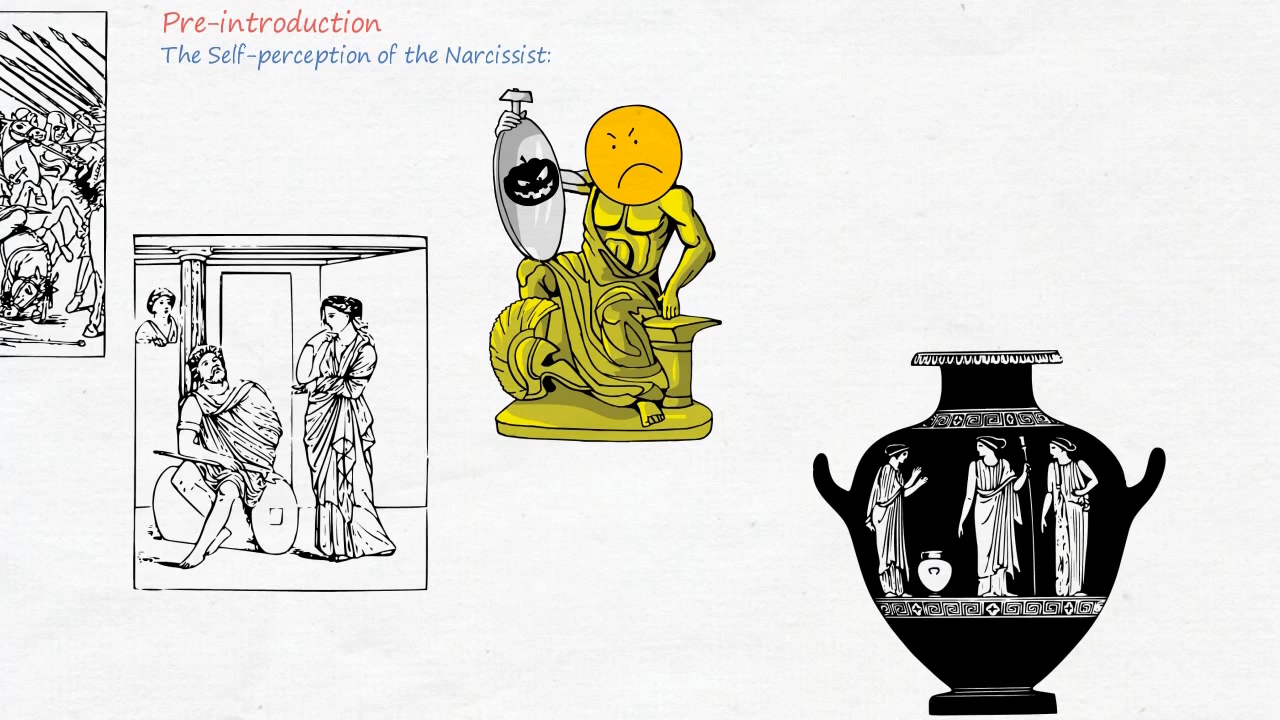 Pre-introduction
The Self-perception of the Narcissist: